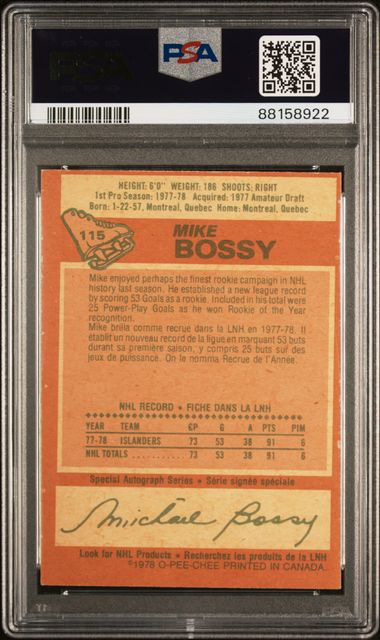 PSA
PSA
88158922
HEIGHT: 6'0" WEIGHT: 186 SHOOTS: RIGHT
1st Pro Season: 1977-78 Acquired: 1977 Amateur Draft
Born: 1-22-57, Montreal, Quebec Home: Montreal, Quebec
115
MIKE
BOSSY
Mike enjoyed perhaps the finest rookie campaign in NHL
history last season. He established a new league record
by scoring 53 Goals as a rookie. Included in his total were
25 Power-Play Goals as he won Rookie of the Year
recognition.
Mike brilla comme recrue dans la LNH en 1977-78. Il
établit un nouveau record de la ligue en marquant 53 buts
durant sa première saison, y compris 25 buts sur des
jeux de puissance. On le nomma Recrue de l'Année.
NHL RECORD • FICHE DANS LA LNH
YEAR TEAM GP G A PTS PIM
77-78 ISLANDERS 73 53 38 91 6
NHL TOTALS . . . . . . . . . . . 73 53 38 91 6
Special Autograph Series • Série signée spéciale
Michael Bossy
Look for NHL Products • Recherchez les produits de la LNH
©1978 O-PEE-CHEE PRINTED IN CANADA.